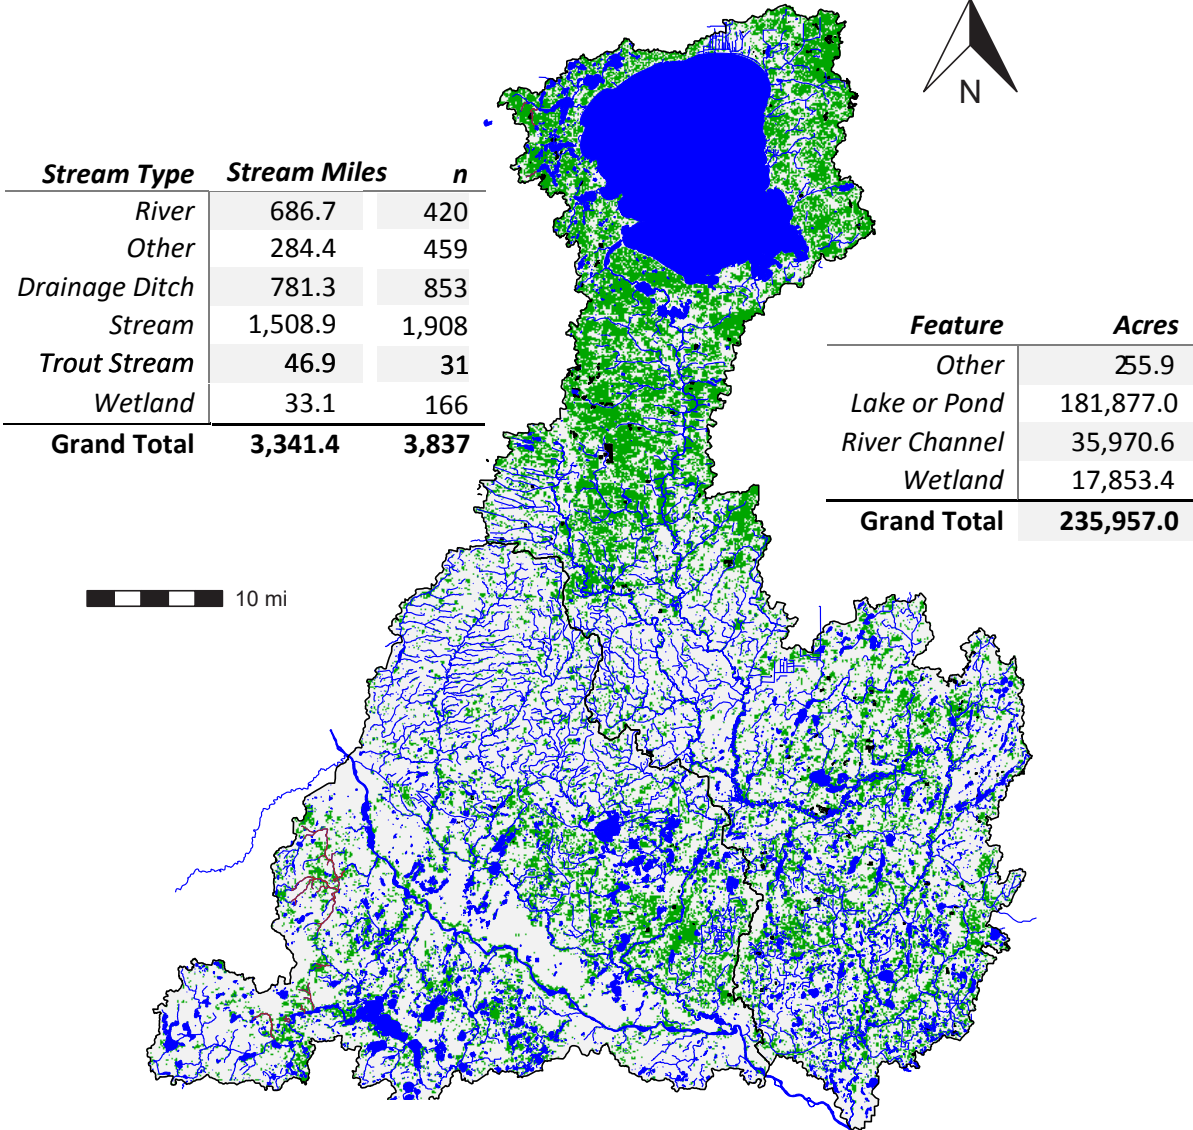 N
Stream Type Stream Miles n
River 686.7 420
Other 284.4 459
Drainage Ditch 781.3 853
Stream 1,508.9 1,908
Trout Stream 46.9 31
Wetland 33.1 166
Grand Total 3,341.4 3,837
Feature Acres
Other 255.9
Lake or Pond 181,877.0
River Channel 35,970.6
Wetland 17,853.4
Grand Total 235,957.0
10 mi